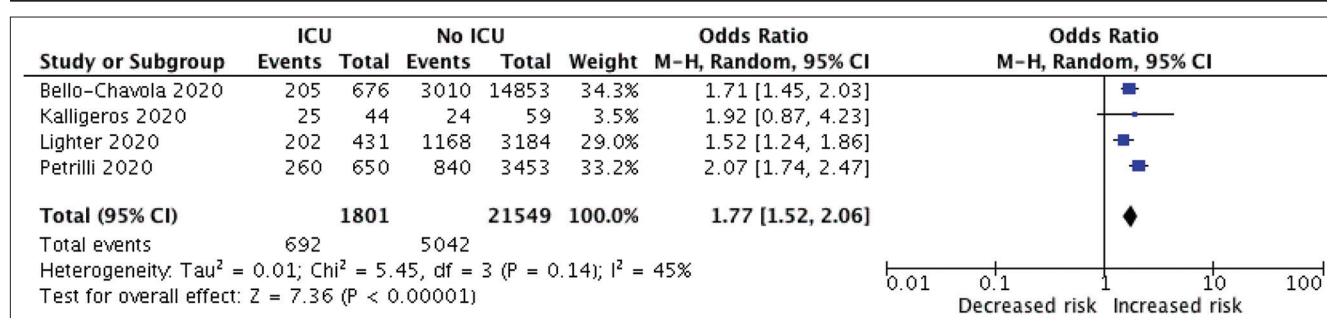 ICU No ICU Odds Ratio Odds Ratio
Study or Subgroup Events Total Events Total Weight M-H, Random, 95% CI M-H, Random, 95% CI
Bello-Chavola 2020 205 676 3010 14853 34.3% 1.71 [1.45, 2.03]
Kalligeros 2020 25 44 24 59 3.5% 1.92 [0.87, 4.23]
Lighter 2020 202 431 1168 3184 29.0% 1.52 [1.24, 1.86]
Petrilli 2020 260 650 840 3453 33.2% 2.07 [1.74, 2.47]
Total (95% CI) 1801 21549 100.0% 1.77 [1.52, 2.06]
Total events 692 5042
Heterogeneity: Tau² = 0.01; Chi² = 5.45, df = 3 (P = 0.14); I² = 45%
Test for overall effect: Z = 7.36 (P < 0.00001)
0.01 0.1 1 10 100
Decreased risk Increased risk